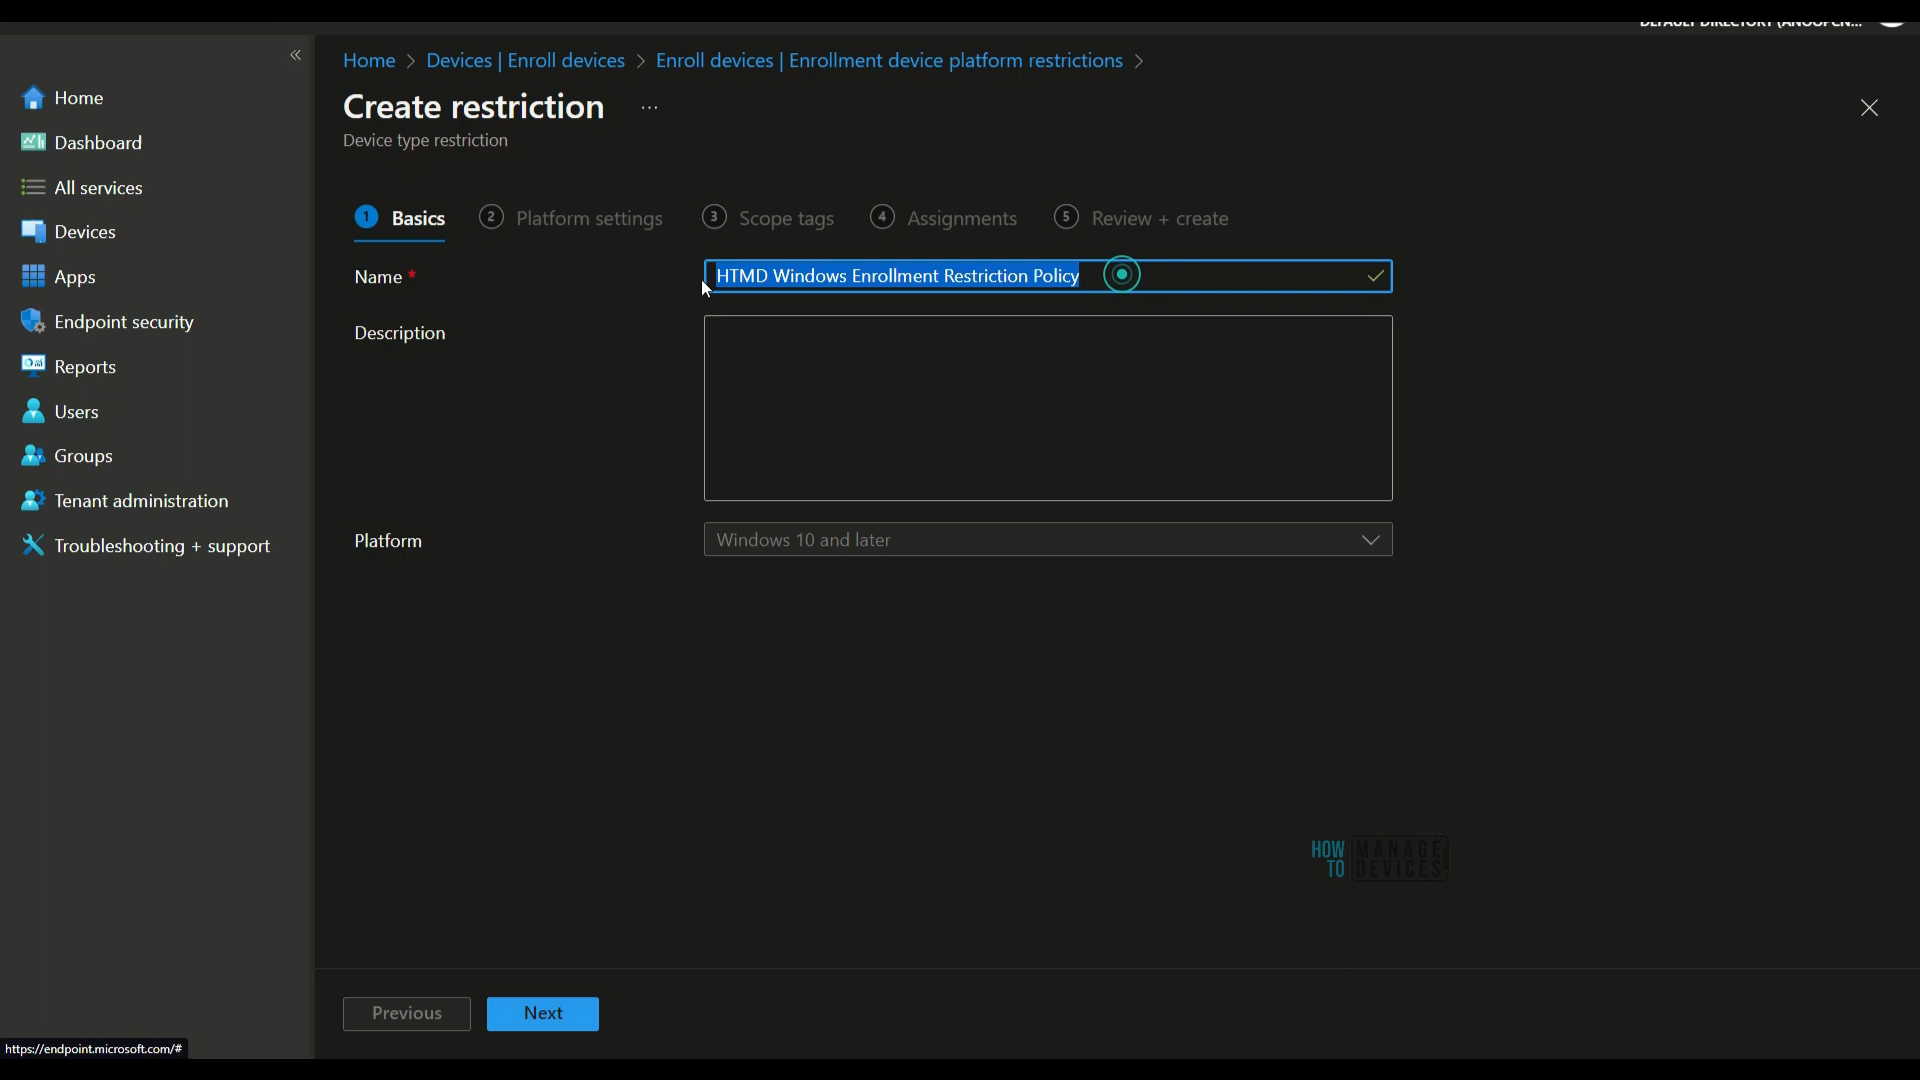 DEFAULT DIRECTORY (ANOOPCN...
«
Home > Devices | Enroll devices > Enroll devices | Enrollment device platform restrictions >
Home
Dashboard
All services
Devices
Apps
Endpoint security
Reports
Users
Groups
Tenant administration
Troubleshooting + support
Create restriction ...
Device type restriction
1 Basics 2 Platform settings 3 Scope tags 4 Assignments 5 Review + create
Name * HTMD Windows Enrollment Restriction Policy
Description
Platform Windows 10 and later
HOW TO MANAGE DEVICES
Previous Next
https://endpoint.microsoft.com/#